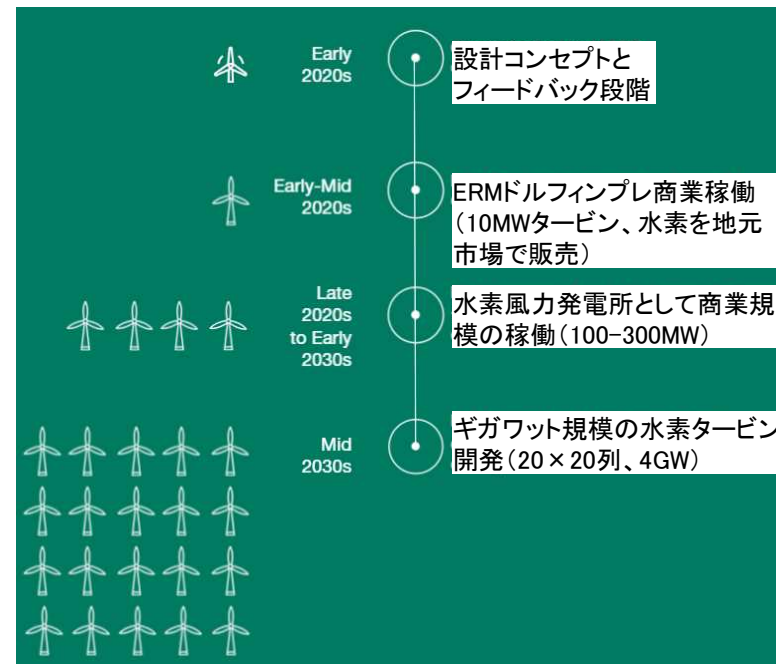 Early
2020s
設計コンセプトと
フィードバック段階
Early-Mid
2020s
ERMドルフィンプレ商業稼働
（10MWタービン、水素を地元
市場で販売）
Late
2020s
to Early
2030s
水素風力発電所として商業規
模の稼働（100-300MW）
Mid
2030s
ギガワット規模の水素タービン
開発（20×20列、4GW）